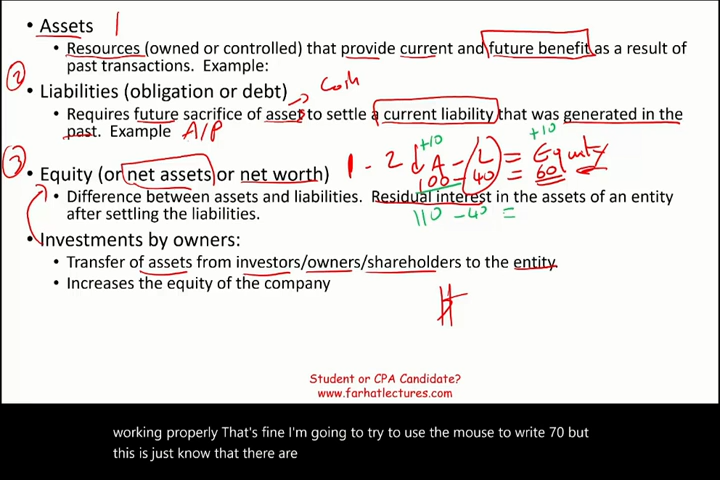 • Assets 1
• Resources (owned or controlled) that provide current and future benefit as a result of
past transactions. Example:
2 Cash
• Liabilities (obligation or debt)
• Requires future sacrifice of asset to settle a current liability that was generated in the
past. Example A/P
+10 +10
3 1 - 2 A - L = Equity
• Equity (or net assets or net worth) 100 - 40 = 60
• Difference between assets and liabilities. Residual interest in the assets of an entity
after settling the liabilities. 110 - 40 =
• Investments by owners:
• Transfer of assets from investors/owners/shareholders to the entity.
• Increases the equity of the company
Student or CPA Candidate?
www.farhatlectures.com
working properly That's fine I'm going to try to use the mouse to write 70 but
this is just know that there are